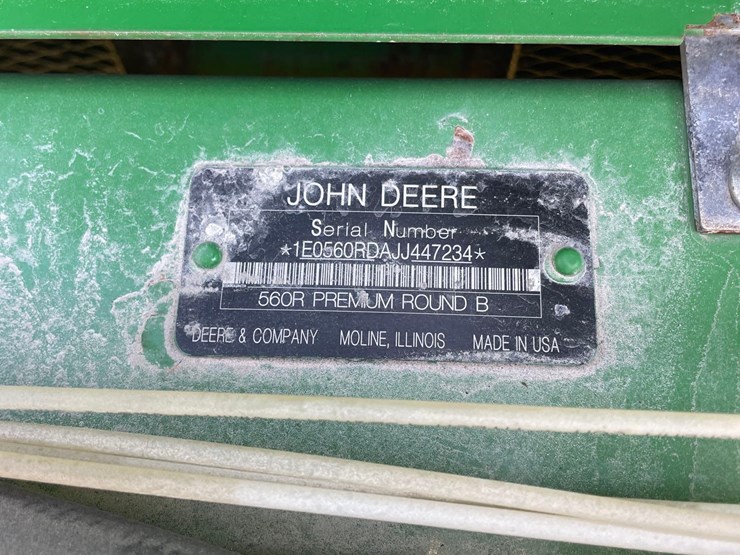 JOHN DEERE
Serial Number
*1E0560RDAJJ447234*
560R PREMIUM ROUND B
DEERE & COMPANY MOLINE, ILLINOIS MADE IN USA